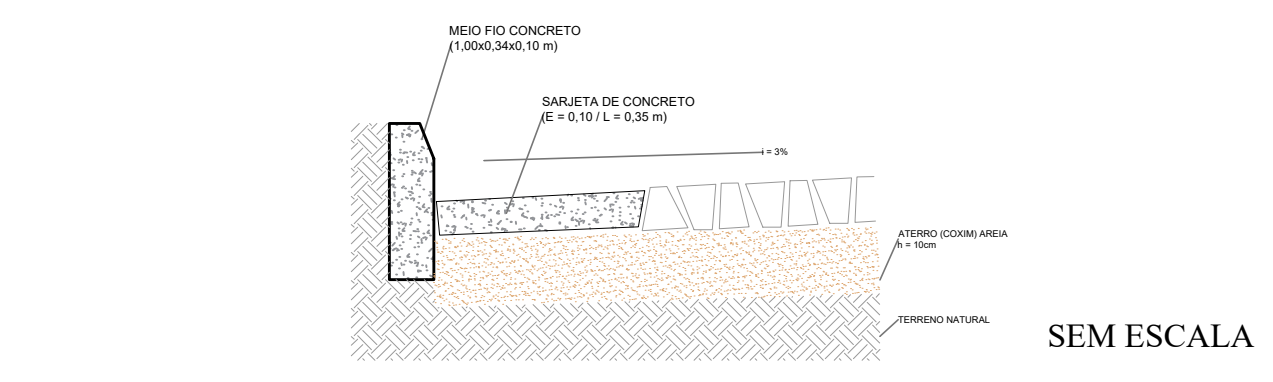 MEIO FIO CONCRETO
(1,00x0,34x0,10 m)
SARJETA DE CONCRETO
(E = 0,10 / L = 0,35 m)
i = 3%
ATERRO (COXIM) AREIA
h = 10cm
TERRENO NATURAL
SEM ESCALA